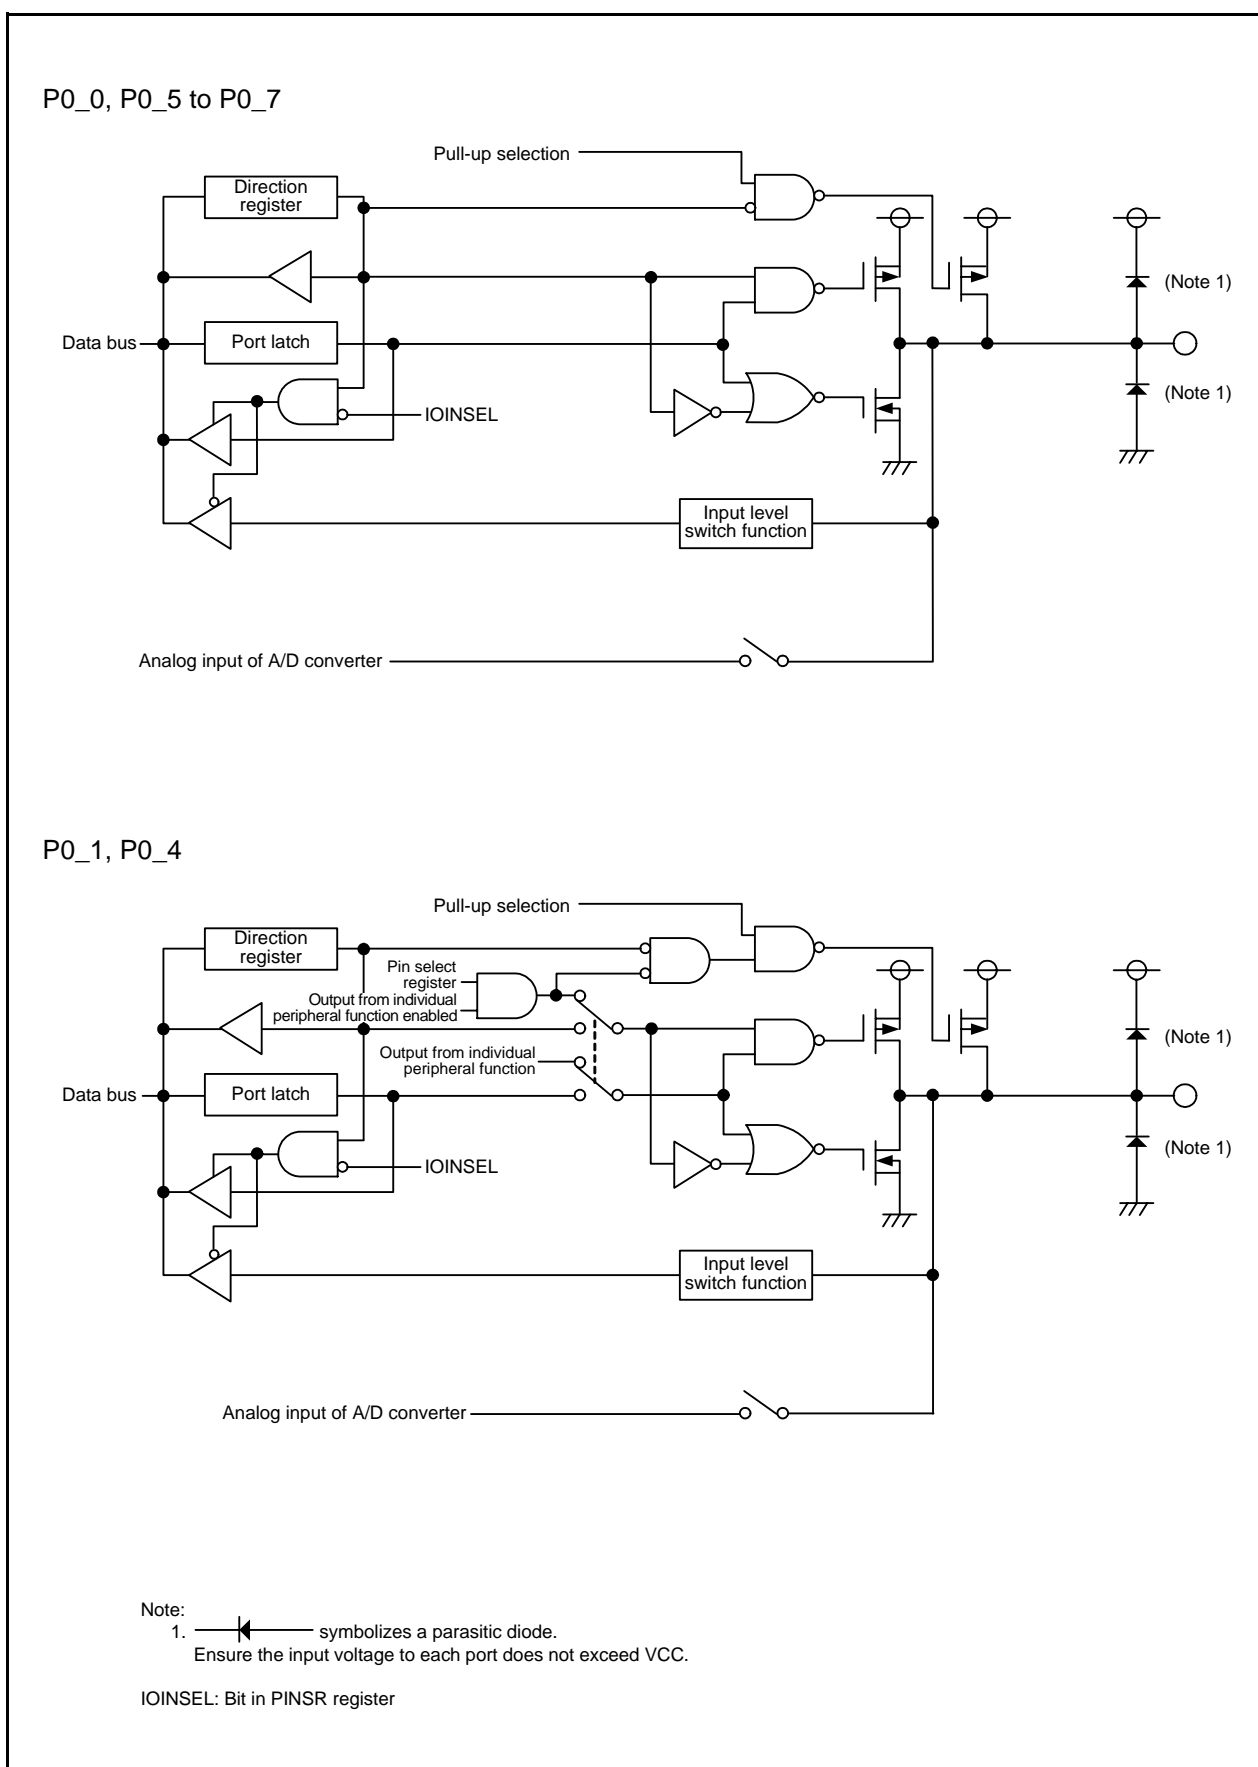 P0_0, P0_5 to P0_7
Pull-up selection
Direction
register
(Note 1)
Data bus
Port latch
(Note 1)
IOINSEL
Input level
switch function
Analog input of A/D converter
P0_1, P0_4
Pull-up selection
Direction
register
Pin select
register
Output from individual
peripheral function enabled
(Note 1)
Output from individual
peripheral function
Data bus
Port latch
(Note 1)
IOINSEL
Input level
switch function
Analog input of A/D converter
Note:
1. symbolizes a parasitic diode.
Ensure the input voltage to each port does not exceed VCC.
IOINSEL: Bit in PINSR register